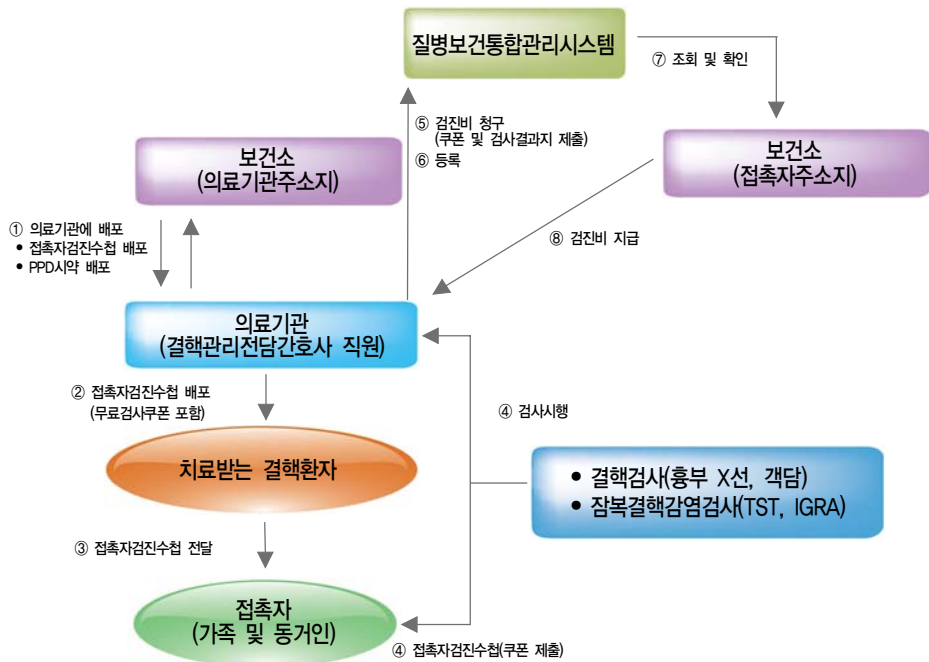 질병보건통합관리시스템
⑦ 조회 및 확인
⑤ 검진비 청구
(쿠폰 및 검사결과지 제출)
⑥ 등록
보건소
(의료기관주소지)
보건소
(접촉자주소지)
① 의료기관에 배포
• 접촉자검진수첩 배포
• PPD시약 배포
⑧ 검진비 지급
의료기관
(결핵관리전담간호사 직원)
② 접촉자검진수첩 배포
(무료검사쿠폰 포함)
④ 검사시행
치료받는 결핵환자
• 결핵검사(흉부 X선, 객담)
• 잠복결핵감염검사(TST, IGRA)
③ 접촉자검진수첩 전달
접촉자
(가족 및 동거인)
④ 접촉자검진수첩(쿠폰 제출)